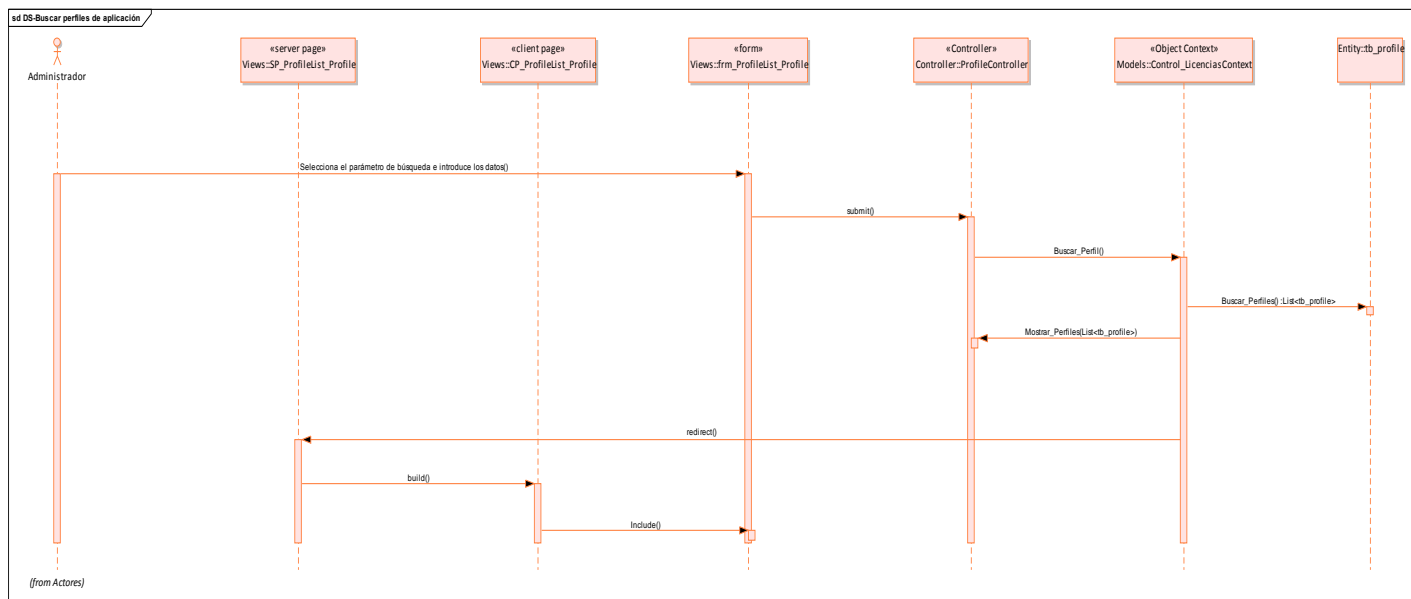 sd DS-Buscar perfiles de aplicación
Administrador
«server page»
Views::SP_ProfileList_Profile
«client page»
Views::CP_ProfileList_Profile
«form»
Views::frm_ProfileList_Profile
«Controller»
Controller::ProfileController
«Object Context»
Models::Control_LicenciasContext
Entity::tb_profile
Selecciona el parámetro de búsqueda e introduce los datos()
submit()
Buscar_Perfil()
Buscar_Perfiles() :List<tb_profile>
Mostrar_Perfiles(List<tb_profile>)
redirect()
build()
Include()
(from Actores)